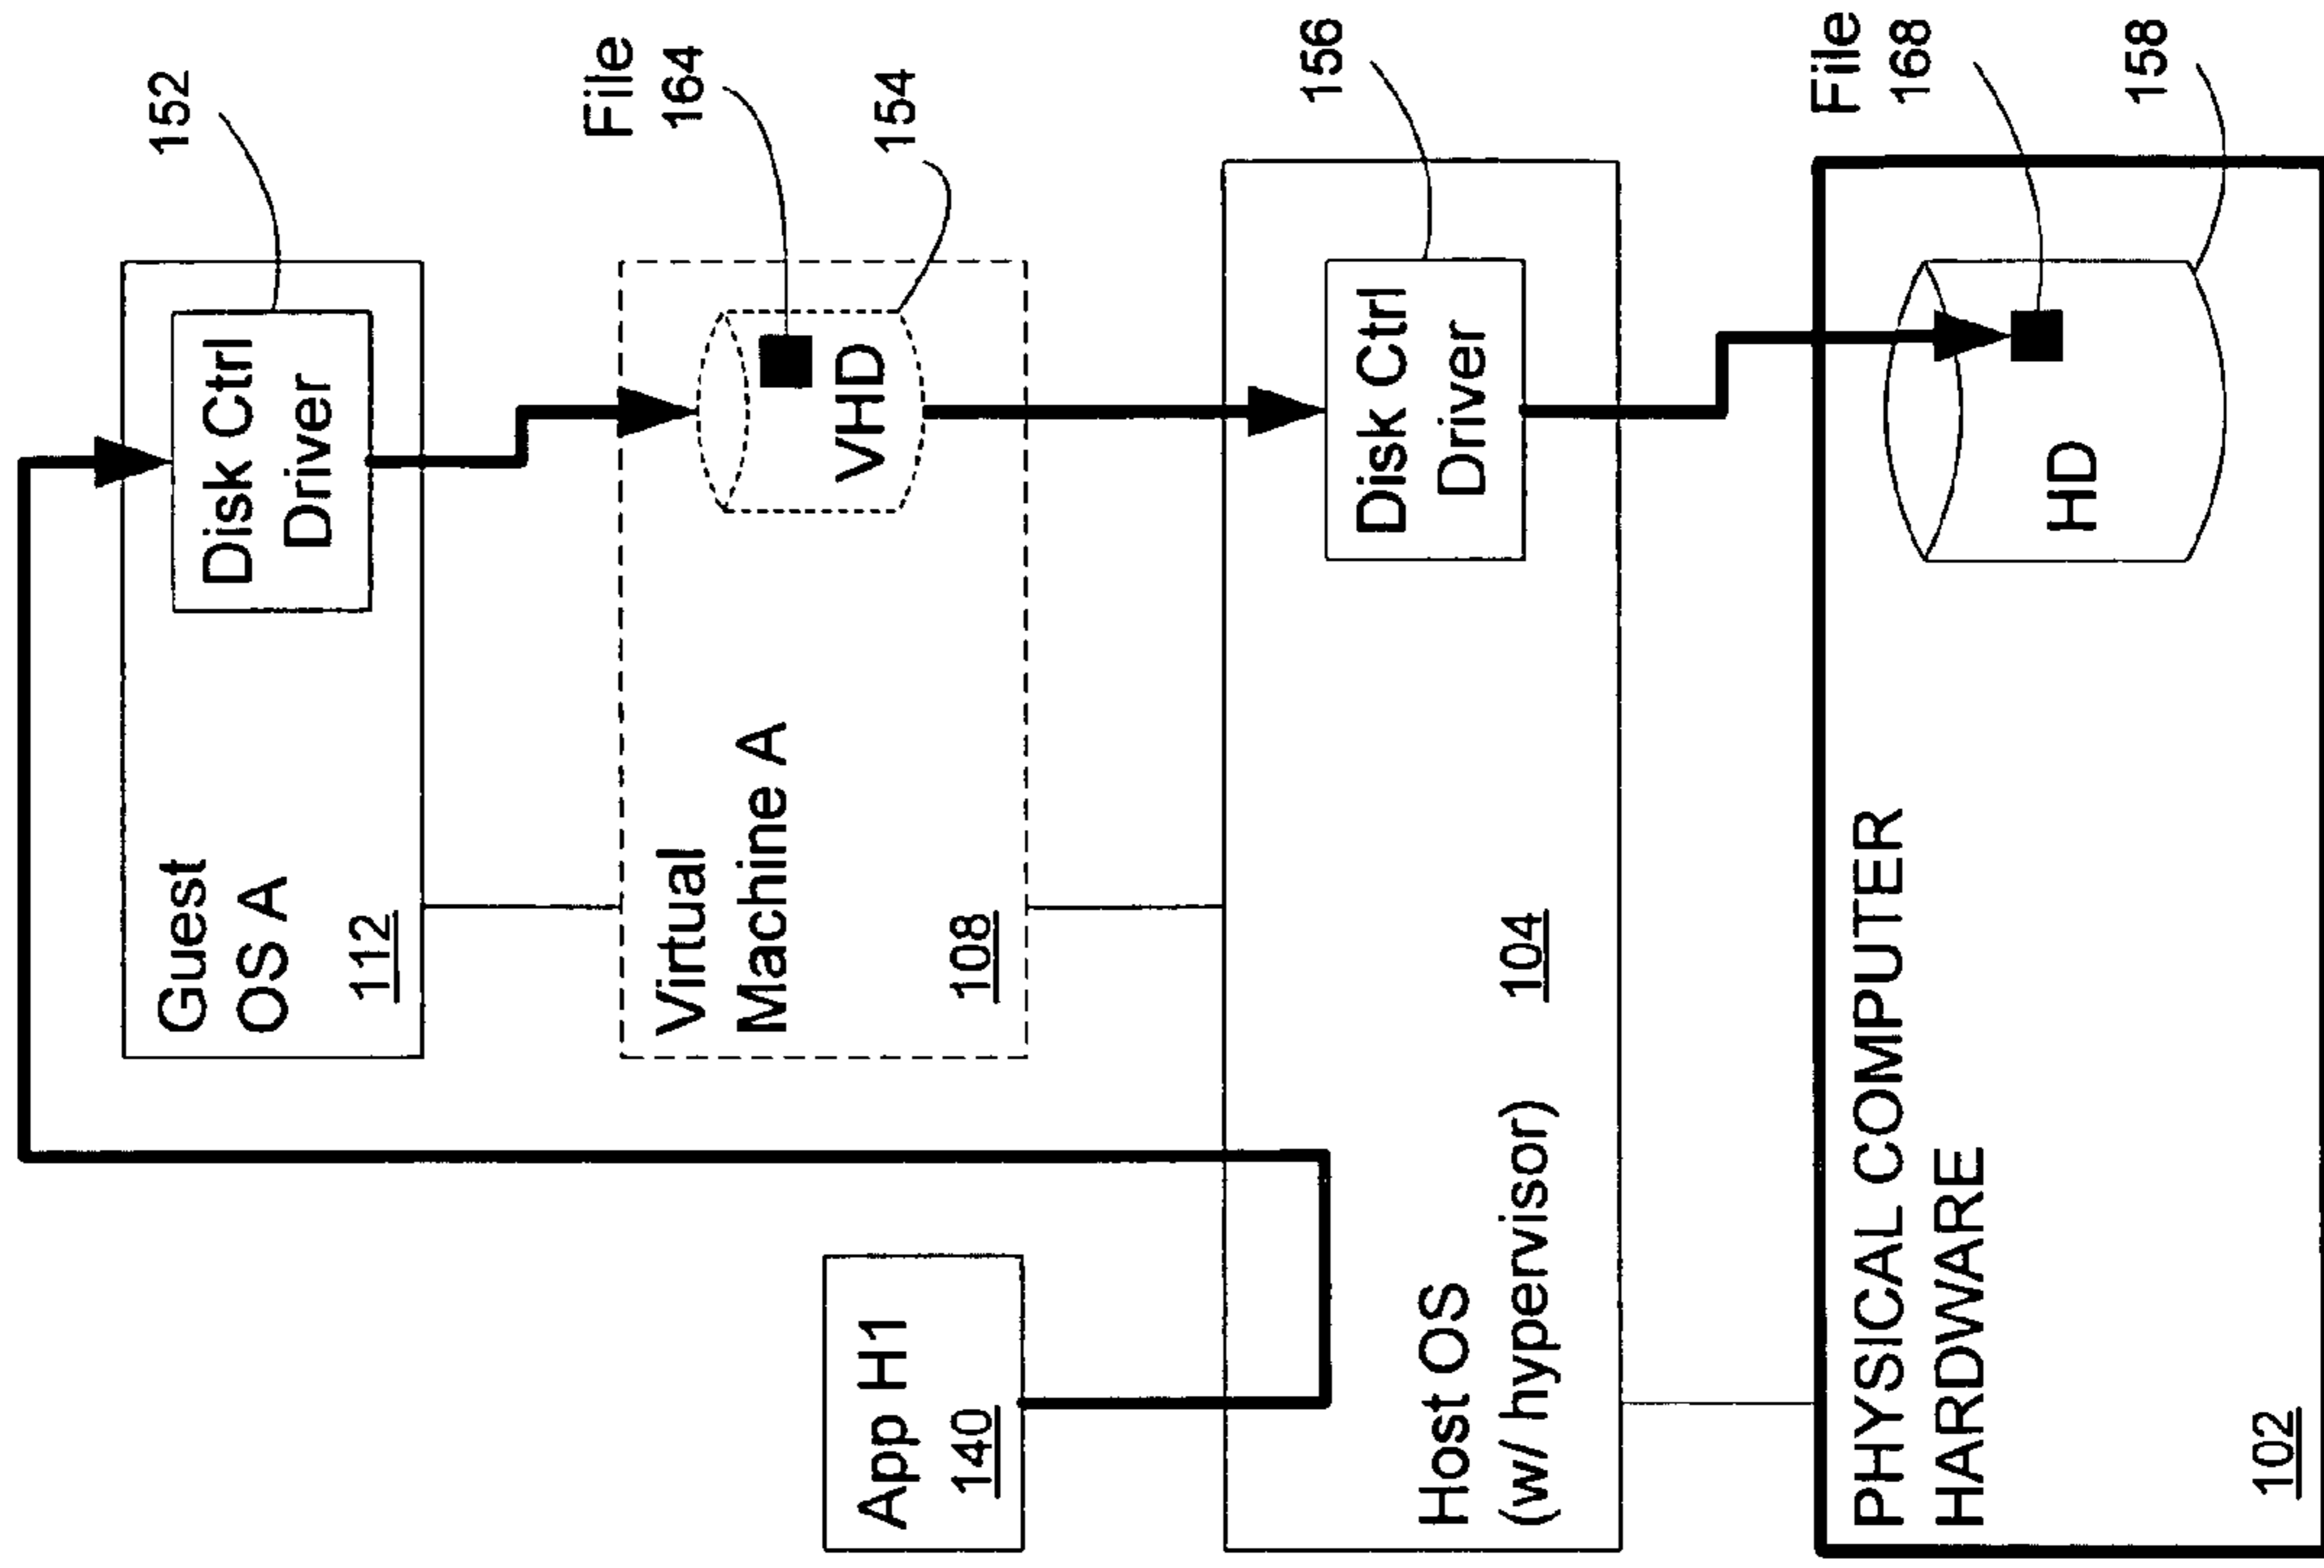 152
Guest
OS A
112
Disk Ctrl
Driver
File
164
154
Virtual
Machine A
108
VHD
App H1
140
156
Host OS
(w/ hypervisor)
104
Disk Ctrl
Driver
File
168
158
PHYSICAL COMPUTER
HARDWARE
102
HD